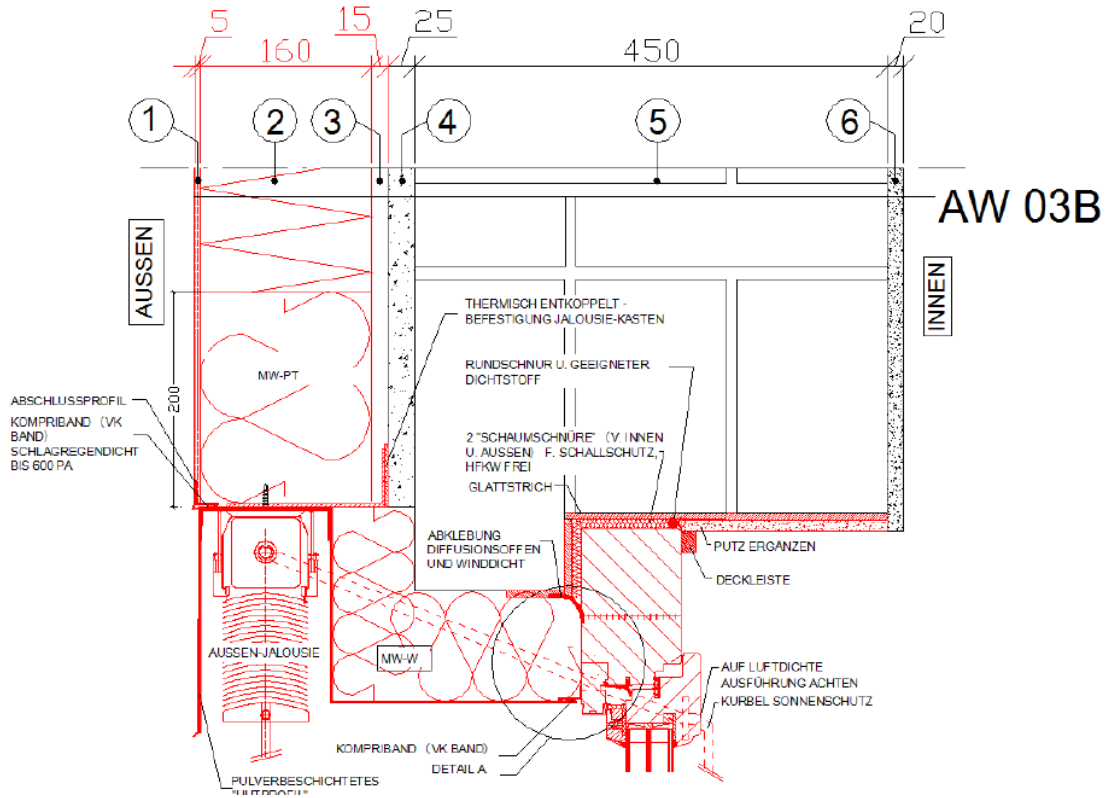 5
160
15
25
450
20
1
2
3
4
5
6
AW 03B
AUSSEN
INNEN
THERMISCH ENTKOPPELT -
BEFESTIGUNG JALOUSIE-KASTEN
MW-PT
200
RUNDSCHNUR U. GEEIGNETER
DICHTSTOFF
ABSCHLUSSPROFIL
KOMPRIBAND (VK
BAND)
SCHLAGREGENDICHT
BIS 600 PA
2 "SCHAUMSCHNÜRE" (V. INNEN
U. AUSSEN) F. SCHALLSCHUTZ,
HFKW FREI
GLATTSTRICH
ABKLEBUNG
DIFFUSIONSOFFEN
UND WINDDICHT
PUTZ ERGÄNZEN
DECKLEISTE
AUSSEN-JALOUSIE
MW-W
AUF LUFTDICHTE
AUSFÜHRUNG ACHTEN
KURBEL SONNENSCHUTZ
KOMPRIBAND (VK BAND)
DETAIL A
PULVERBESCHICHTETES
"HUTPROFIL"